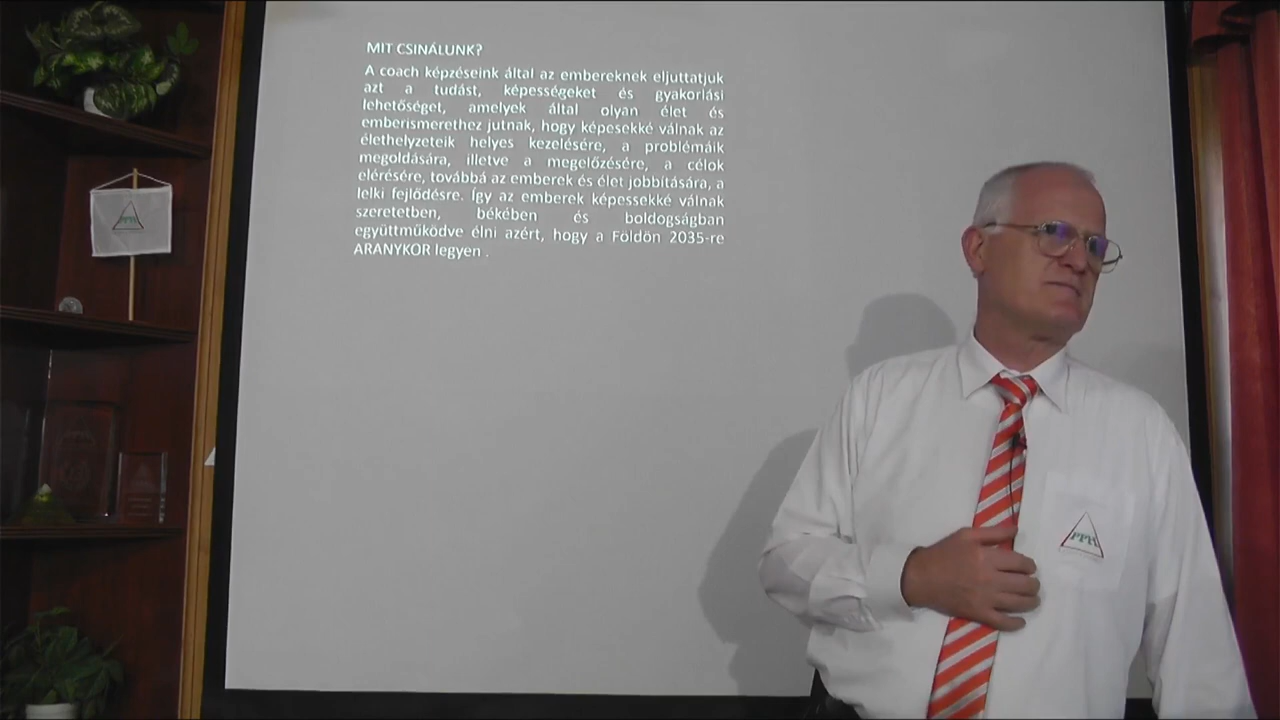 MIT CSINÁLUNK?
A coach képzéseink által az embereknek eljuttatjuk
azt a tudást, képességeket és gyakorlási
lehetőséget, amelyek által olyan élet és
emberismerethez jutnak, hogy képesekké válnak az
élethelyzeteik helyes kezelésére, a problémáik
megoldására, illetve a megelőzésére, a célok
elérésére, továbbá az emberek és élet jobbítására, a
lelki fejlődésre. Így az emberek képessekké válnak
szeretetben, békében és boldogságban
együttműködve élni azért, hogy a Földön 2035-re
ARANYKOR legyen .